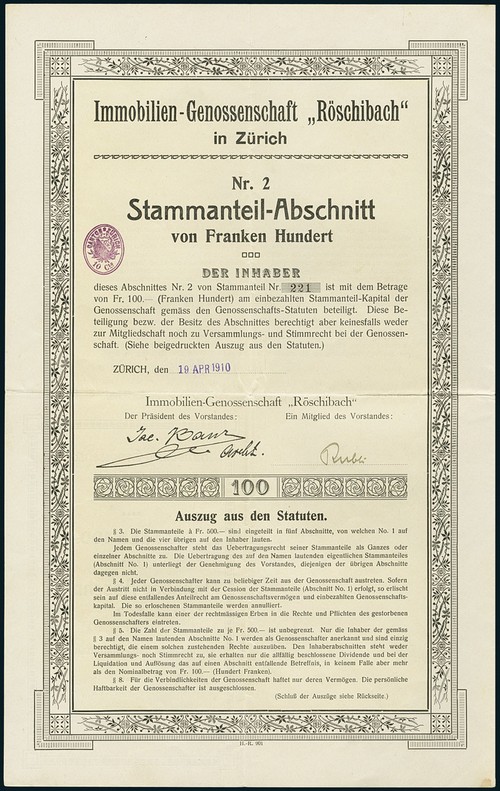 Immobilien-Genossenschaft „Röschibach“
in Zürich
Nr. 2
Stammanteil-Abschnitt
von Franken Hundert
KANTON ZÜRICH
10 Cts
DER INHABER
dieses Abschnittes Nr. 2 von Stammanteil Nr. 221 ist mit dem Betrage
von Fr. 100.— (Franken Hundert) am einbezahlten Stammanteil-Kapital der
Genossenschaft gemäss den Genossenschafts-Statuten beteiligt. Diese Be-
teiligung bezw. der Besitz des Abschnittes berechtigt aber keinesfalls weder
zur Mitgliedschaft noch zu Versammlungs- und Stimmrecht bei der Genossen-
schaft. (Siehe beigedruckten Auszug aus den Statuten.)
ZÜRICH, den 19 APR 1910
Immobilien-Genossenschaft „Röschibach“
Der Präsident des Vorstandes: Ein Mitglied des Vorstandes:
Jac. Archit.
100
Auszug aus den Statuten.
§ 3. Die Stammanteile à Fr. 500.— sind eingeteilt in fünf Abschnitte, von welchen No. 1 auf
den Namen und die vier übrigen auf den Inhaber lauten.
Jedem Genossenschafter steht das Uebertragungsrecht seiner Stammanteile als Ganzes oder
einzelner Abschnitte zu. Die Uebertragung der auf den Namen lautenden eigentlichen Stammanteiles
(Abschnitt No. 1) unterliegt der Genehmigung des Vorstandes, diejenigen der übrigen Abschnitte
dagegen nicht.
§ 4. Jeder Genossenschafter kann zu beliebiger Zeit aus der Genossenschaft austreten. Sofern
der Austritt nicht in Verbindung mit der Cession der Stammanteile (Abschnitt No. 1) erfolgt, so erlischt
sein auf diese entfallendes Anteilrecht am Genossenschaftsvermögen und einbezahlten Genossenschafts-
kapital. Die so erloschenen Stammanteile werden annulliert.
Im Todesfalle kann einer der rechtmässigen Erben in die Rechte und Pflichten des gestorbenen
Genossenschafters eintreten.
§ 5. Die Zahl der Stammanteile zu je Fr. 500.— ist unbegrenzt. Nur die Inhaber der gemäss
§ 3 auf den Namen lautenden Abschnitte No. 1 werden als Genossenschafter anerkannt und sind einzig
berechtigt, die einem solchen zustehenden Rechte auszuüben. Den Inhaberabschnitten steht weder
Versammlungs- noch Stimmrecht zu, sie erhalten nur die allfällig beschlossene Dividende und bei der
Liquidation und Auflösung das auf einen Abschnitt entfallende Betreffnis, in keinem Falle aber mehr
als den Nominalbetrag von Fr. 100.— (Hundert Franken).
§ 8. Für die Verbindlichkeiten der Genossenschaft haftet nur deren Vermögen. Die persönliche
Haftbarkeit der Genossenschafter ist ausgeschlossen.
(Schluß der Auszüge siehe Rückseite.)